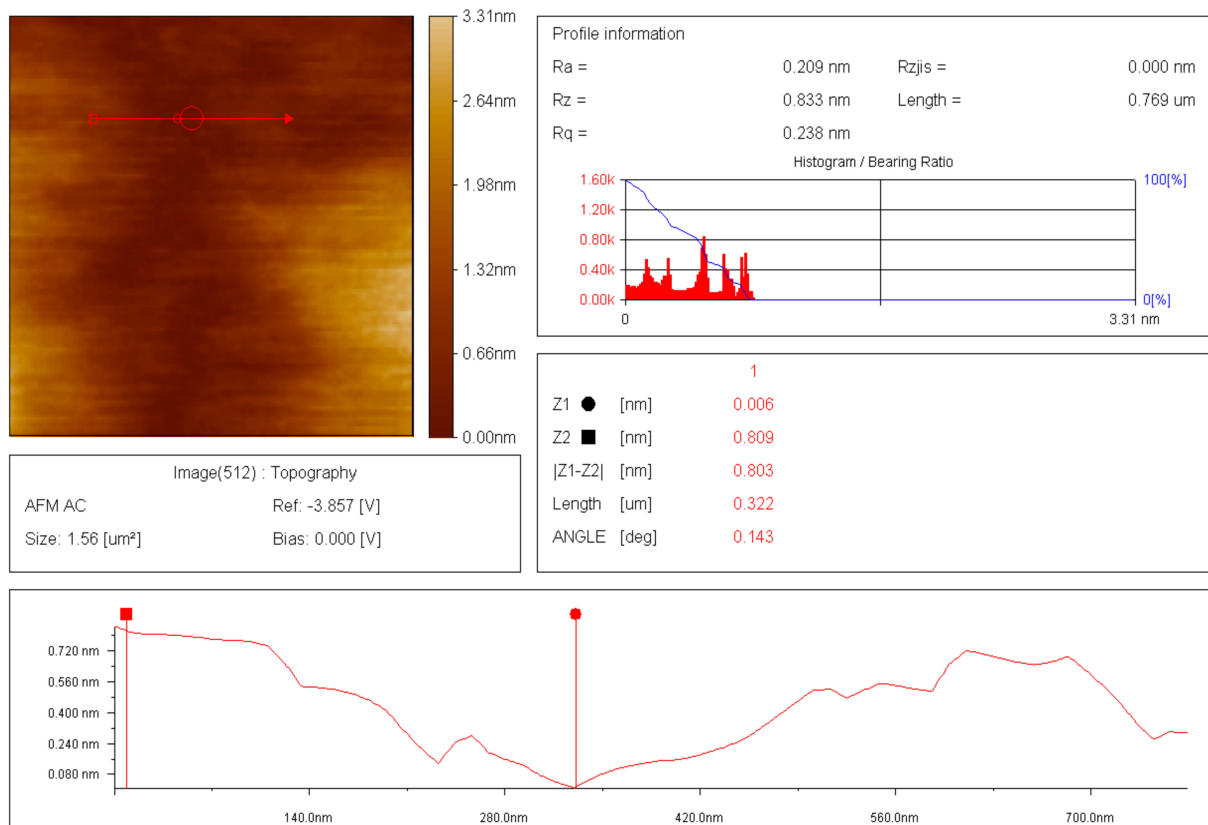 3.31nm
2.64nm
1.98nm
1.32nm
0.66nm
0.00nm
Image(512) : Topography
AFM AC Ref: -3.857 [V]
Size: 1.56 [um²] Bias: 0.000 [V]
Profile information
Ra = 0.209 nm Rzjis = 0.000 nm
Rz = 0.833 nm Length = 0.769 um
Rq = 0.238 nm
Histogram / Bearing Ratio
1.60k 100[%]
1.20k
0.80k
0.40k
0.00k 0[%]
0 3.31 nm
1
Z1 ● [nm] 0.006
Z2 ■ [nm] 0.809
|Z1-Z2| [nm] 0.803
Length [um] 0.322
ANGLE [deg] 0.143
0.720 nm
0.560 nm
0.400 nm
0.240 nm
0.080 nm
140.0nm 280.0nm 420.0nm 560.0nm 700.0nm